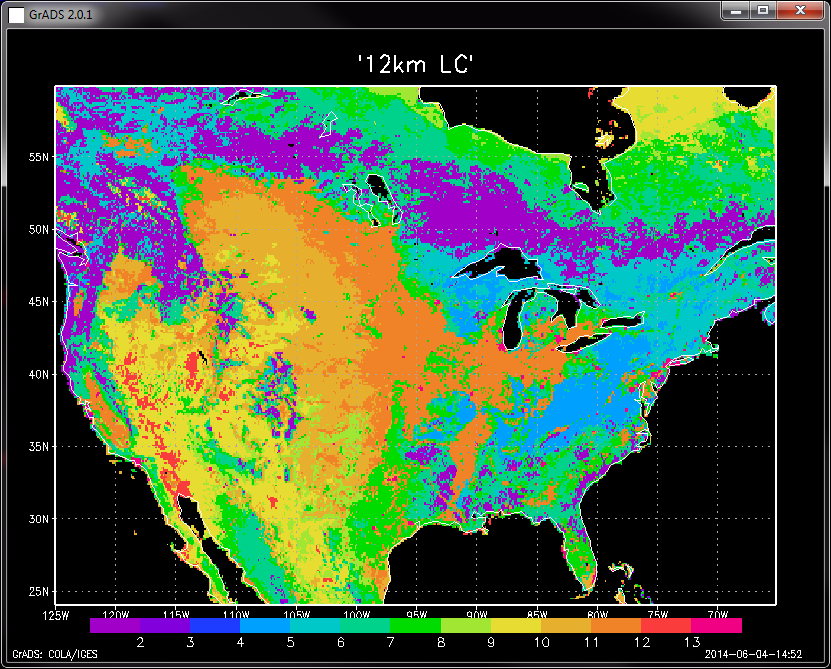 GrADS 2.0.1
'12km LC'
55N
50N
45N
40N
35N
30N
25N
125W 120W 115W 110W 105W 100W 95W 90W 85W 80W 75W 70W
2 3 4 5 6 7 8 9 10 11 12 13
GrADS: COLA/IGES 2014-06-04-14:52